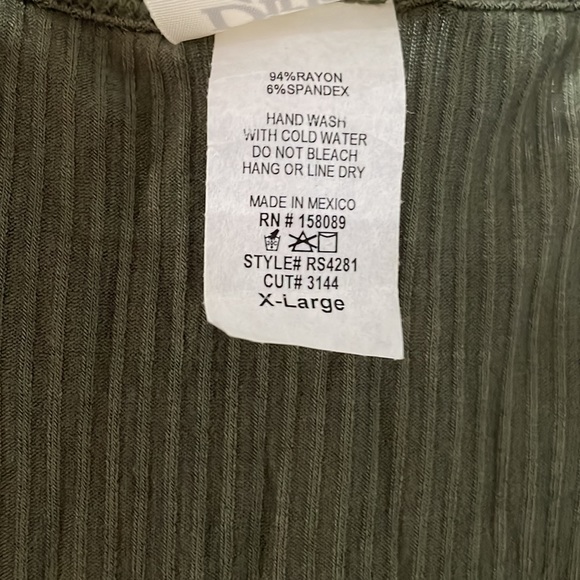 94%RAYON
6%SPANDEX
HAND WASH
WITH COLD WATER
DO NOT BLEACH
HANG OR LINE DRY
MADE IN MEXICO
RN # 158089
STYLE# RS4281
CUT# 3144
X-Large